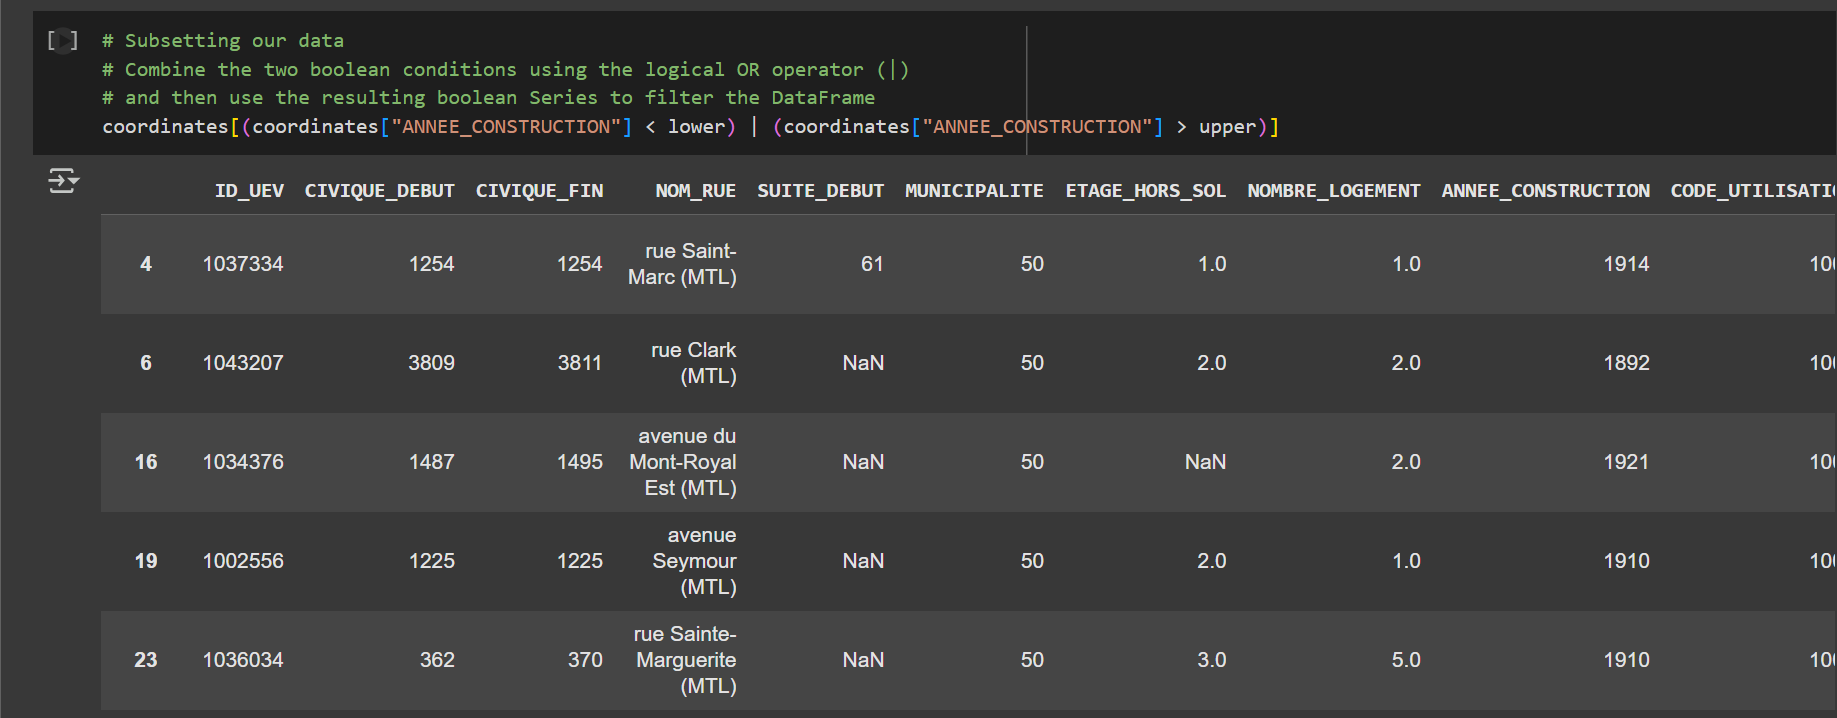 # Subsetting our data
# Combine the two boolean conditions using the logical OR operator (|)
# and then use the resulting boolean Series to filter the DataFrame
coordinates[(coordinates["ANNEE_CONSTRUCTION"] < lower) | (coordinates["ANNEE_CONSTRUCTION"] > upper)]
ID_UEV CIVIQUE_DEBUT CIVIQUE_FIN NOM_RUE SUITE_DEBUT MUNICIPALITE ETAGE_HORS_SOL NOMBRE_LOGEMENT ANNEE_CONSTRUCTION CODE_UTILISATI
rue Saint-
4 1037334 1254 1254 61 50 1.0 1.0 1914 10
Marc (MTL)
rue Clark
6 1043207 3809 3811 NaN 50 2.0 2.0 1892 10
(MTL)
avenue du
16 1034376 1487 1495 Mont-Royal NaN 50 NaN 2.0 1921 10
Est (MTL)
avenue
19 1002556 1225 1225 Seymour NaN 50 2.0 1.0 1910 10
(MTL)
rue Sainte-
23 1036034 362 370 Marguerite NaN 50 3.0 5.0 1910 10
(MTL)